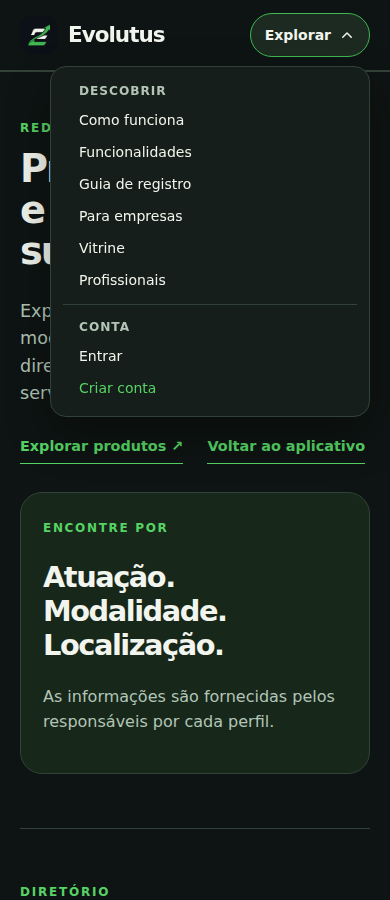 Evolutus
Explorar
DESCOBRIR
Como funciona
Funcionalidades
Guia de registro
Para empresas
Vitrine
Profissionais
CONTA
Entrar
Criar conta
Explorar produtos ↗
Voltar ao aplicativo
ENCONTRE POR
Atuação.
Modalidade.
Localização.
As informações são fornecidas pelos
responsáveis por cada perfil.
DIRETÓRIO